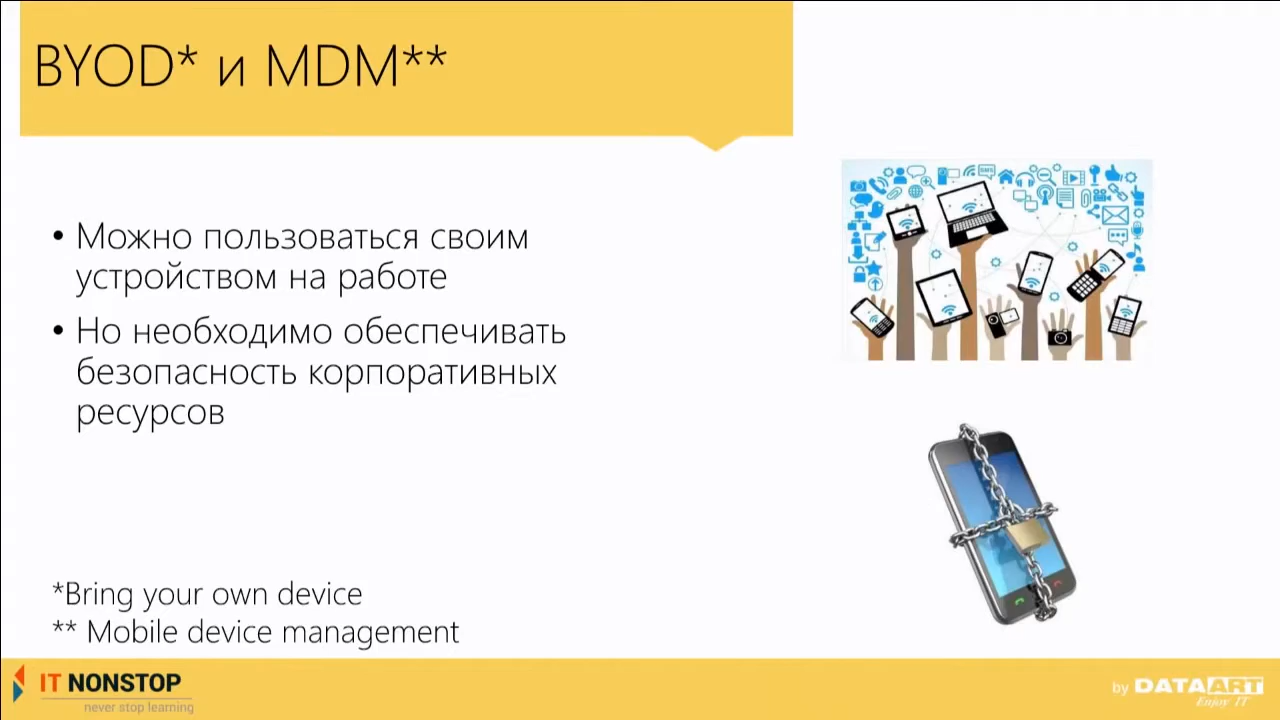 BYOD* и MDM**
• Можно пользоваться своим
устройством на работе
• Но необходимо обеспечивать
безопасность корпоративных
ресурсов
*Bring your own device
** Mobile device management
IT NONSTOP
never stop learning
by DATAART
Enjoy IT
SMS